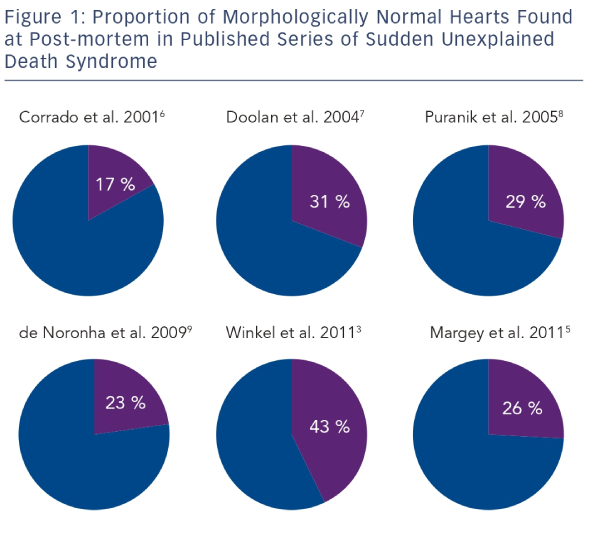 Figure 1: Proportion of Morphologically Normal Hearts Found
at Post-mortem in Published Series of Sudden Unexplained
Death Syndrome
Corrado et al. 2001⁶
Doolan et al. 2004⁷
Puranik et al. 2005⁸
17 %
31 %
29 %
de Noronha et al. 2009⁹
Winkel et al. 2011³
Margey et al. 2011⁵
23 %
43 %
26 %